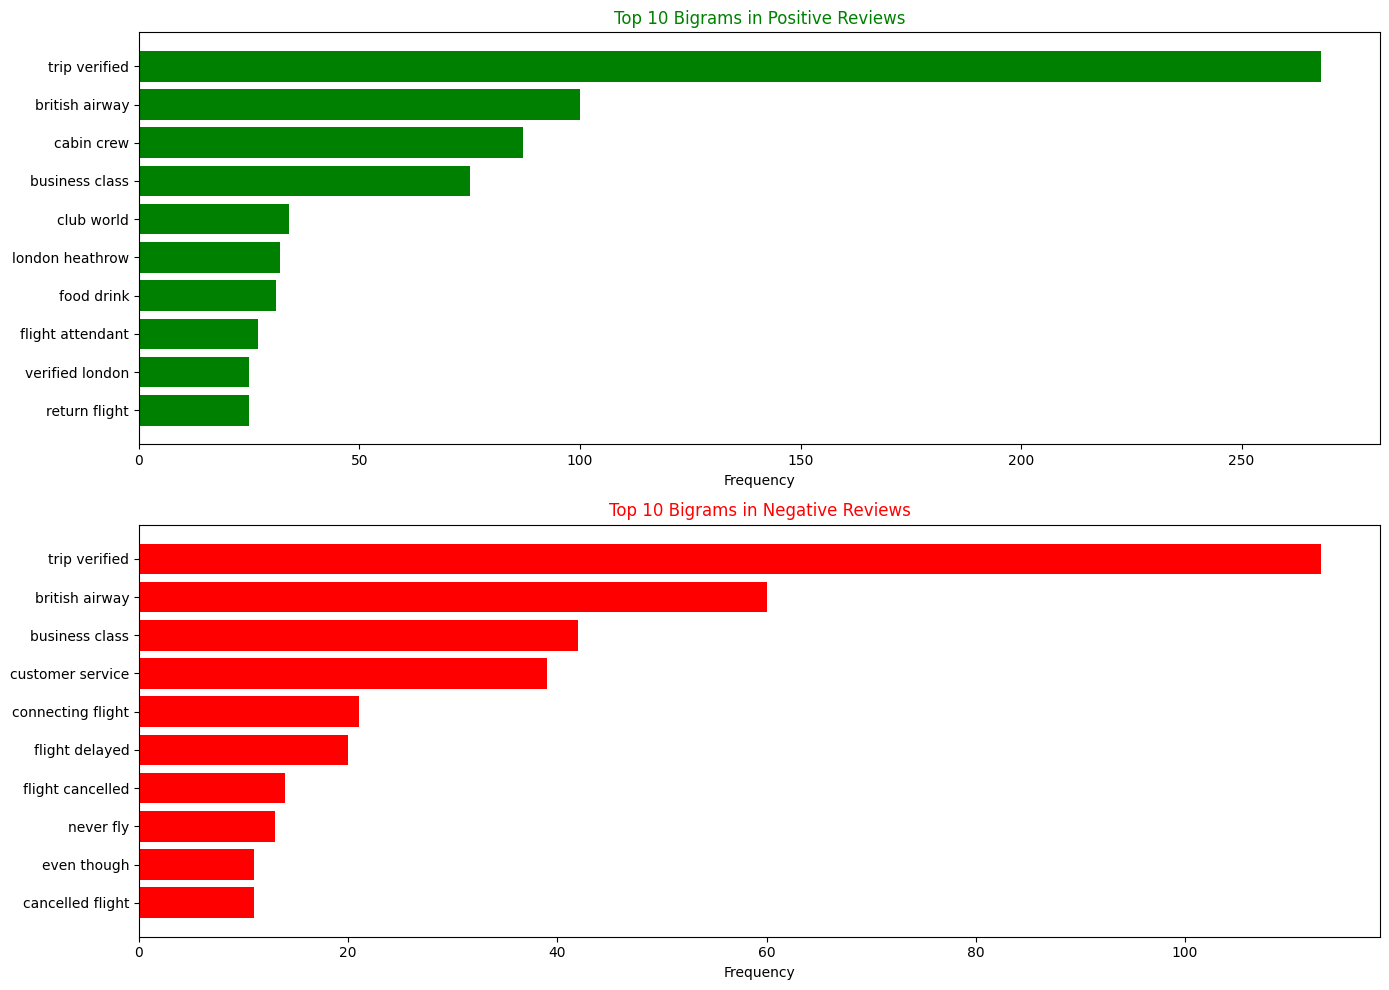 Top 10 Bigrams in Positive Reviews
trip verified
british airway
cabin crew
business class
club world
london heathrow
food drink
flight attendant
verified london
return flight
0 50 100 150 200 250
Frequency
Top 10 Bigrams in Negative Reviews
trip verified
british airway
business class
customer service
connecting flight
flight delayed
flight cancelled
never fly
even though
cancelled flight
0 20 40 60 80 100
Frequency